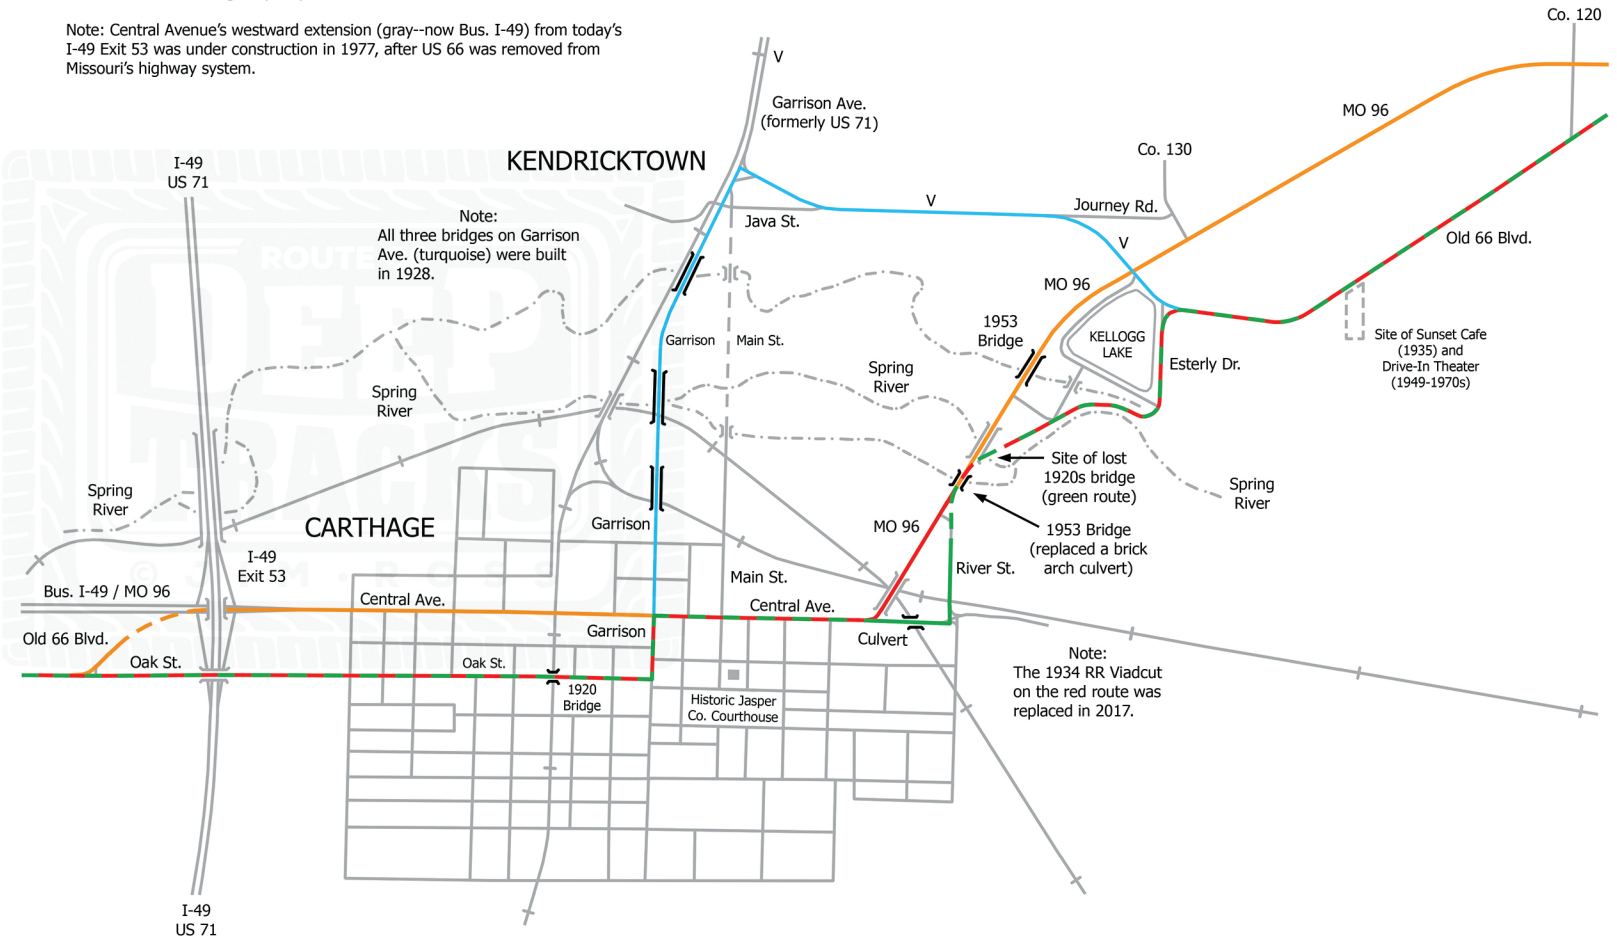 Note: Central Avenue's westward extension (gray--now Bus. I-49) from today's
I-49 Exit 53 was under construction in 1977, after US 66 was removed from
Missouri's highway system.
Co. 120
V
Garrison Ave.
(formerly US 71)
MO 96
KENDRICKTOWN
Co. 130
I-49
US 71
Note:
All three bridges on Garrison
Ave. (turquoise) were built
in 1928.
V
Journey Rd.
Java St.
V
Old 66 Blvd.
ROUTE
DEEP
TRACKS
MO 96
1953
Bridge
KELLOGG
LAKE
Garrison
Main St.
Site of Sunset Cafe
(1935) and
Drive-In Theater
(1949-1970s)
Spring
River
Esterly Dr.
Spring
River
Site of lost
1920s bridge
(green route)
Spring
River
Spring
River
CARTHAGE
Garrison
MO 96
1953 Bridge
(replaced a brick
arch culvert)
I-49
Exit 53
© JIM ROSS
Main St.
River St.
Bus. I-49 / MO 96
Central Ave.
Central Ave.
Old 66 Blvd.
Garrison
Culvert
Oak St.
Oak St.
1920
Bridge
Historic Jasper
Co. Courthouse
Note:
The 1934 RR Viadcut
on the red route was
replaced in 2017.
I-49
US 71